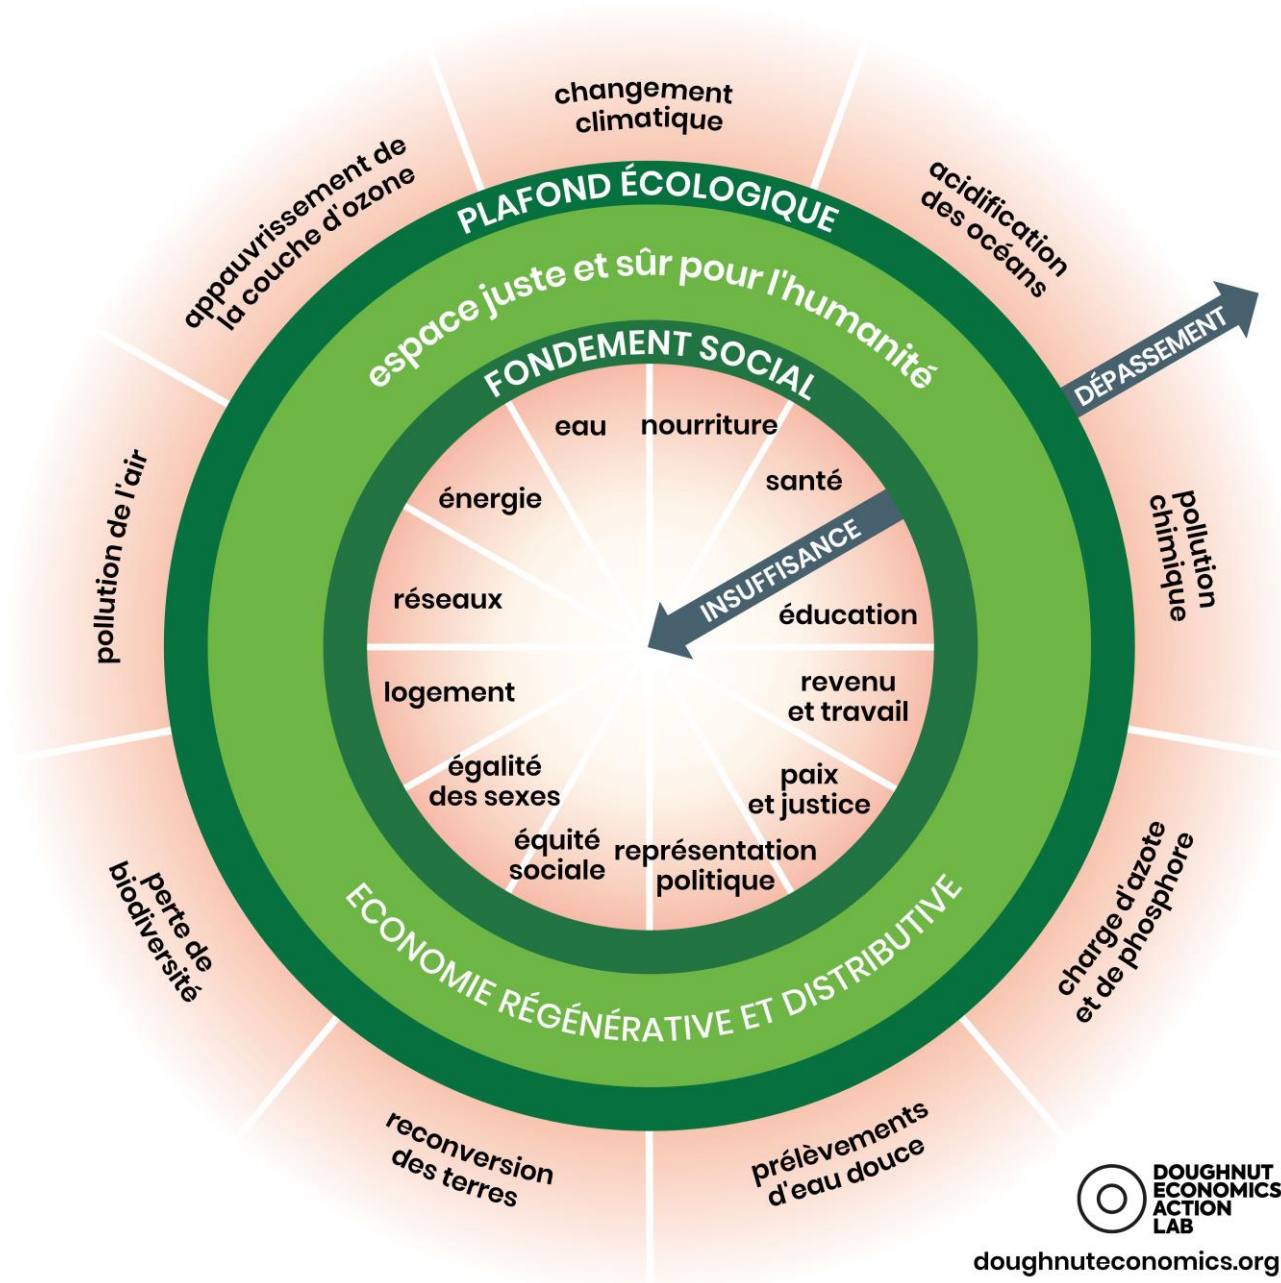 changement
climatique
acidification
des océans
DÉPASSEMENT
pollution
chimique
charge d'azote
et de phosphore
prélèvements
d'eau douce
reconversion
des terres
perte de
biodiversité
pollution de l'air
appauvrissement de
la couche d'ozone
PLAFOND ÉCOLOGIQUE
espace juste et sûr pour l'humanité
FONDEMENT SOCIAL
eau
nourriture
santé
INSUFFISANCE
éducation
revenu
et travail
paix
et justice
représentation
politique
équité
sociale
égalité
des sexes
logement
réseaux
énergie
ECONOMIE RÉGÉNÉRATIVE ET DISTRIBUTIVE
DOUGHNUT
ECONOMICS
ACTION
LAB
doughnuteconomics.org